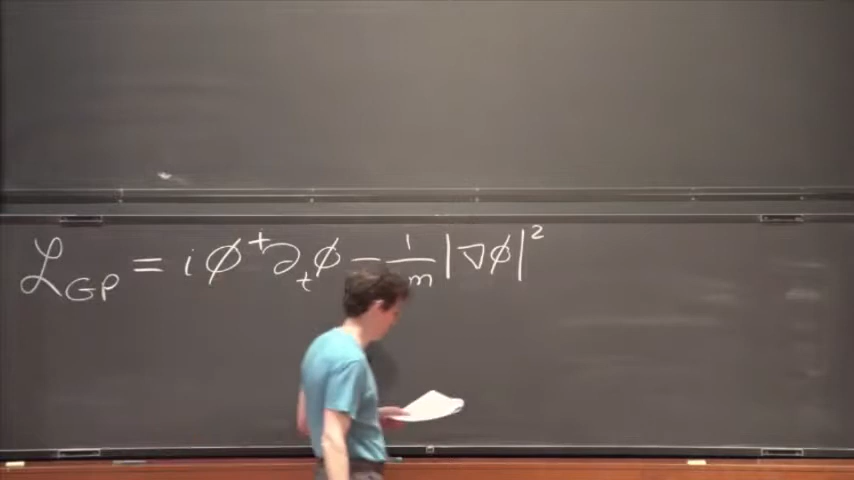 ℒ_GP = i ϕ^† ∂_t ϕ − 1/m |∇ϕ|^2